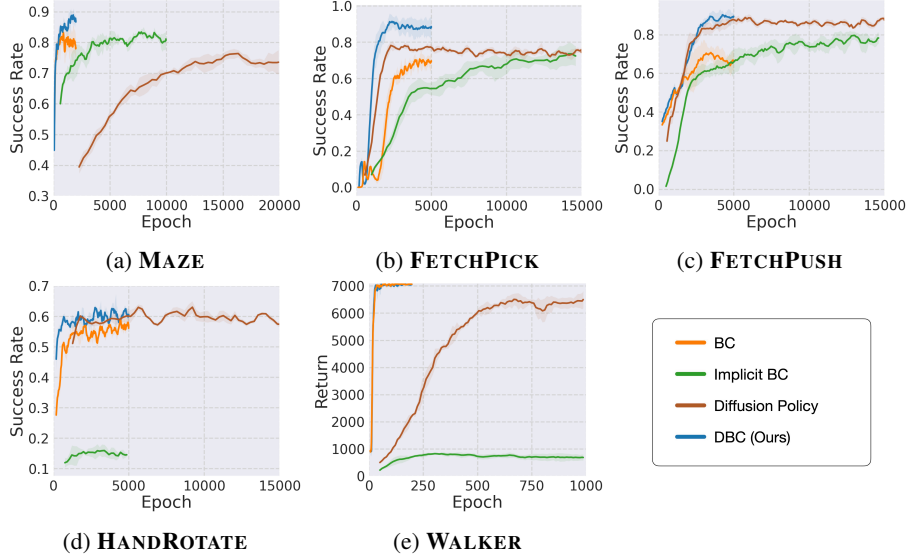 0.9
0.8
0.7
0.6
0.5
0.4
0.3
Success Rate
0 5000 10000 15000 20000
Epoch
(a) MAZE
1.0
0.8
0.6
0.4
0.2
0.0
Success Rate
0 5000 10000 15000
Epoch
(b) FETCHPICK
0.8
0.6
0.4
0.2
0.0
Success Rate
0 5000 10000 15000
Epoch
(c) FETCHPUSH
0.7
0.6
0.5
0.4
0.3
0.2
0.1
Success Rate
0 5000 10000 15000
Epoch
(d) HANDROTATE
7000
6000
5000
4000
3000
2000
1000
0
Return
0 250 500 750 1000
Epoch
(e) WALKER
BC
Implicit BC
Diffusion Policy
DBC (Ours)